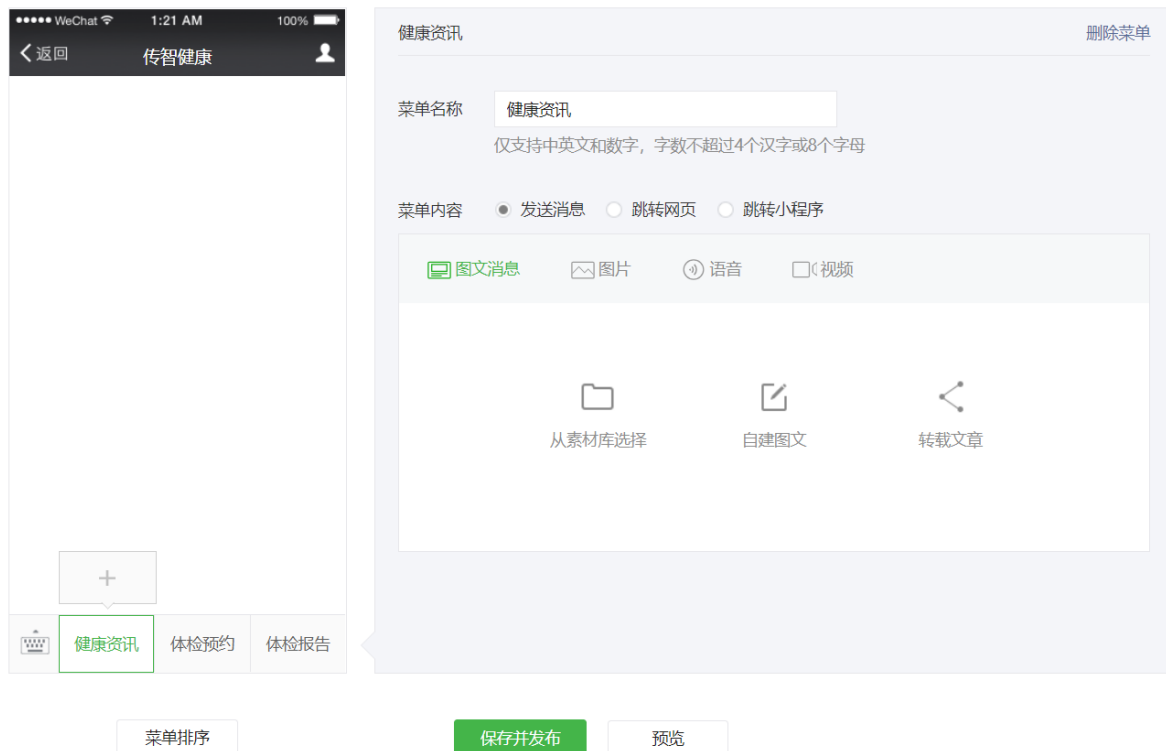 WeChat 1:21 AM 100%
返回 传智健康
健康资讯 体检预约 体检报告
菜单排序
健康资讯 删除菜单
菜单名称 健康资讯
仅支持中英文和数字，字数不超过4个汉字或8个字母
菜单内容 发送消息 跳转网页 跳转小程序
图文消息 图片 语音 视频
从素材库选择 自建图文 转载文章
保存并发布 预览